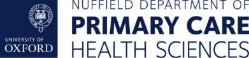 UNIVERSITY OF
OXFORD
NUFFIELD DEPARTMENT OF
PRIMARY CARE
HEALTH SCIENCES